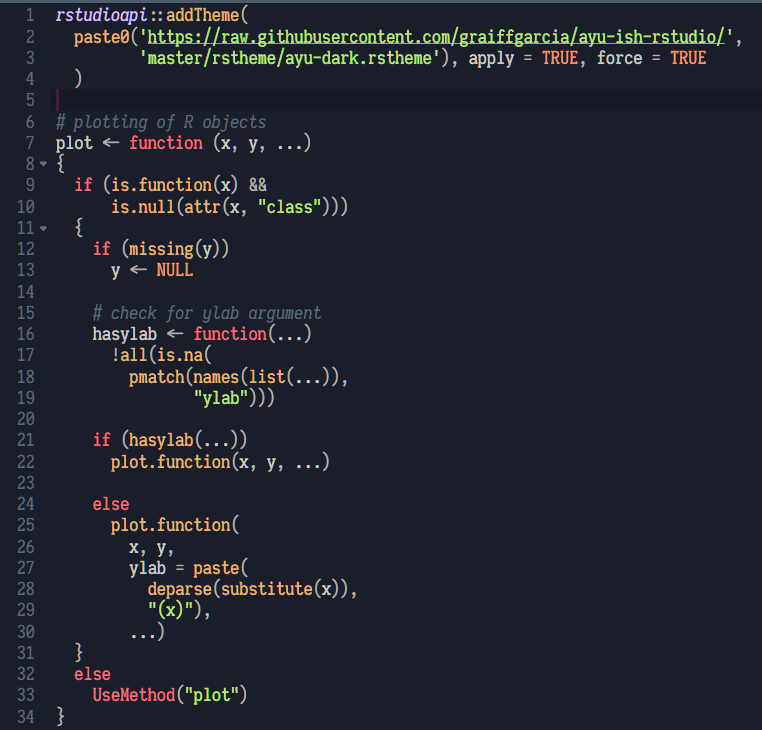 1 rstudioapi::addTheme(
2   paste0('https://raw.githubusercontent.com/graiffgarcia/ayu-ish-rstudio/',
3          'master/rstheme/ayu-dark.rstheme'), apply = TRUE, force = TRUE
4   )
5
6 # plotting of R objects
7 plot <- function (x, y, ...)
8 {
9   if (is.function(x) &&
10       is.null(attr(x, "class")))
11   {
12     if (missing(y))
13       y <- NULL
14
15     # check for ylab argument
16     hasylab <- function(...)
17       !all(is.na(
18         pmatch(names(list(...)),
19                "ylab")))
20
21     if (hasylab(...))
22       plot.function(x, y, ...)
23
24     else
25       plot.function(
26         x, y,
27         ylab = paste(
28           deparse(substitute(x)),
29           "(x)"),
30         ...)
31   }
32   else
33     UseMethod("plot")
34 }